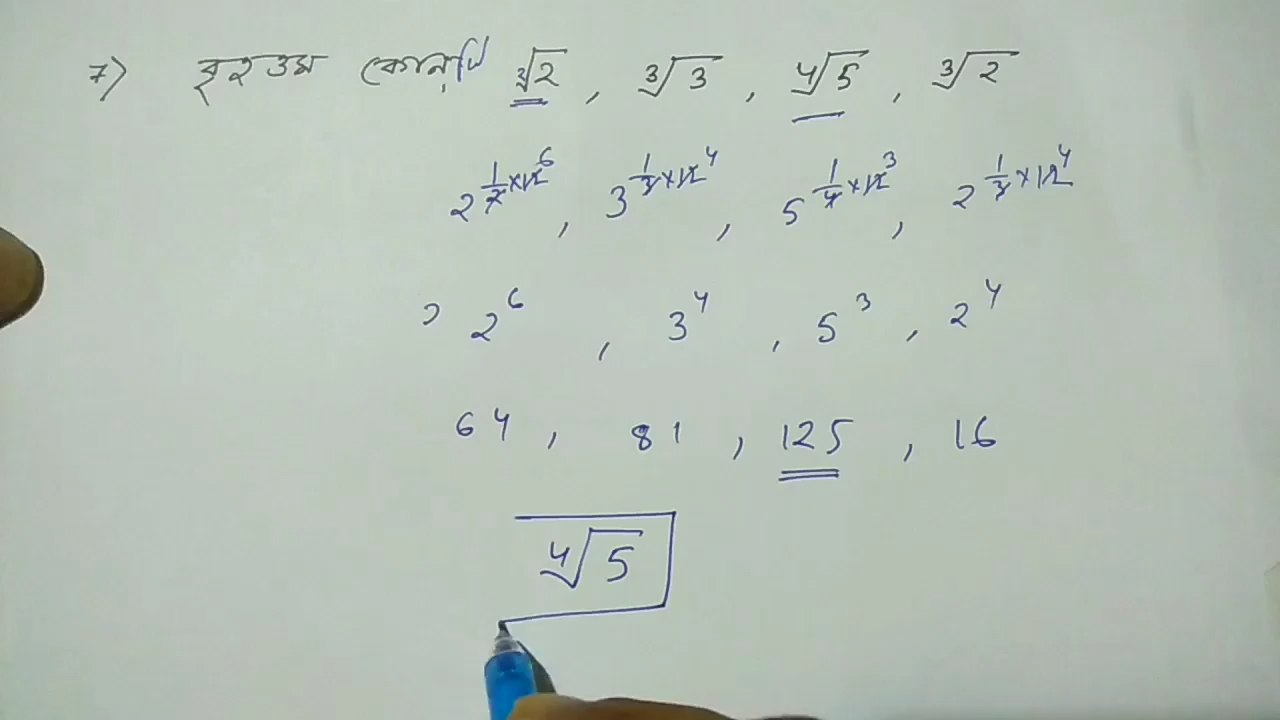 7) বৃহত্তম কোনটি ∛2 , ∛3 , ∜5 , ∛2
2^(1/2×12)^6 , 3^(1/3×12)^4 , 5^(1/4×12)^3 , 2^(1/3×12)^4
2^6 , 3^4 , 5^3 , 2^4
64 , 81 , 125 , 16
∜5